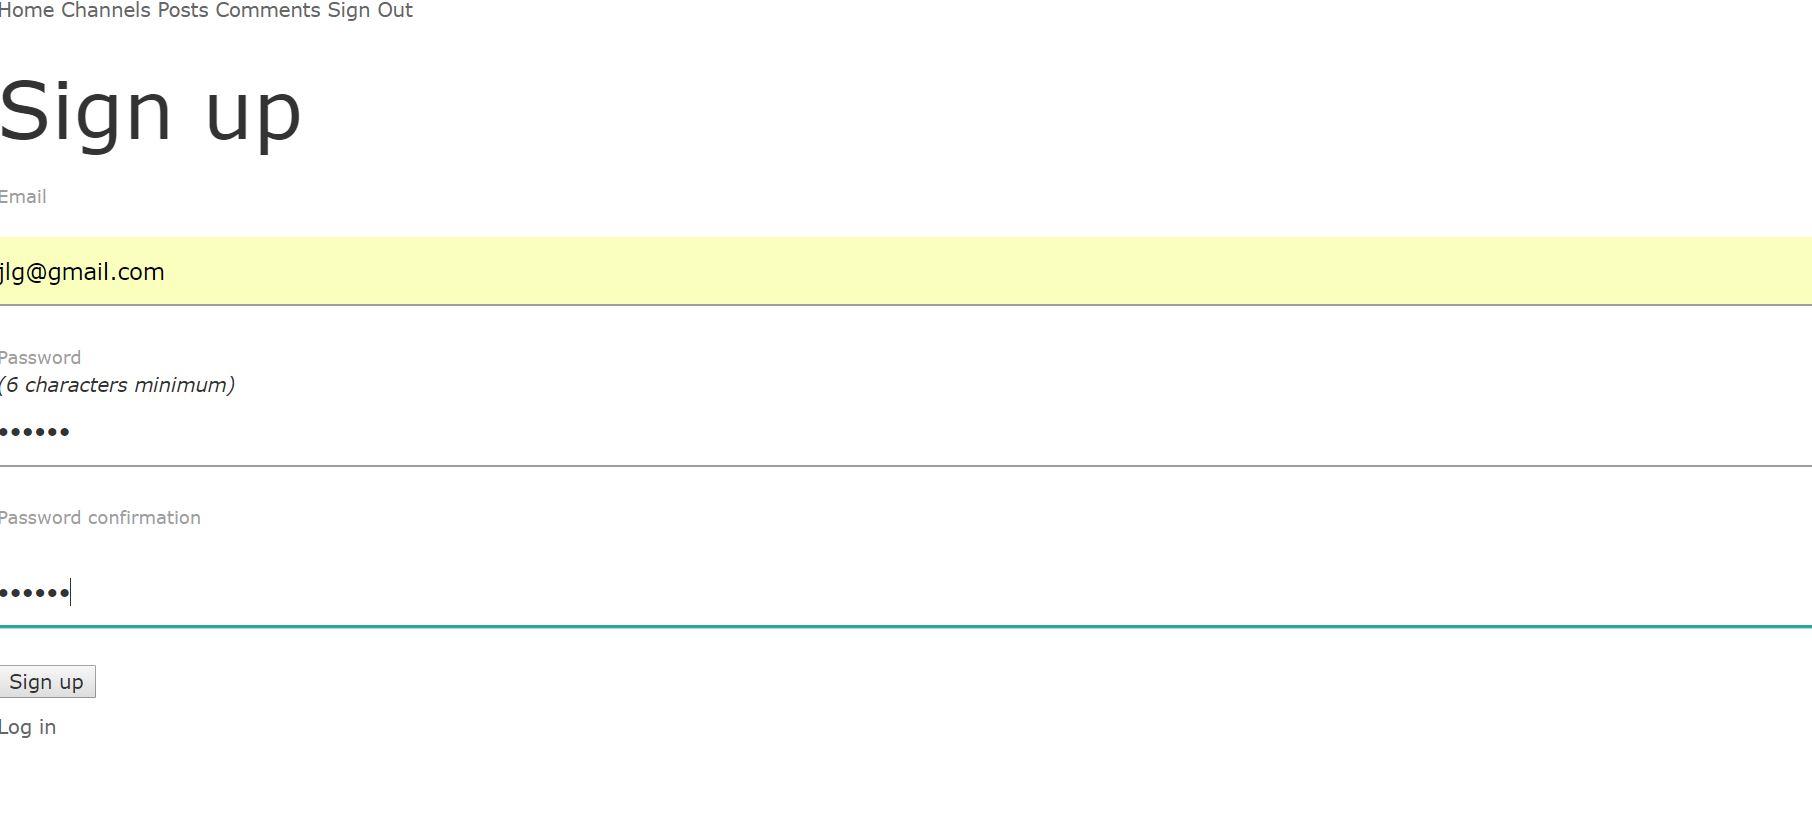 Home Channels Posts Comments Sign Out
Sign up
Email
jlg@gmail.com
Password
(6 characters minimum)
••••••
Password confirmation
••••••
Sign up
Log in